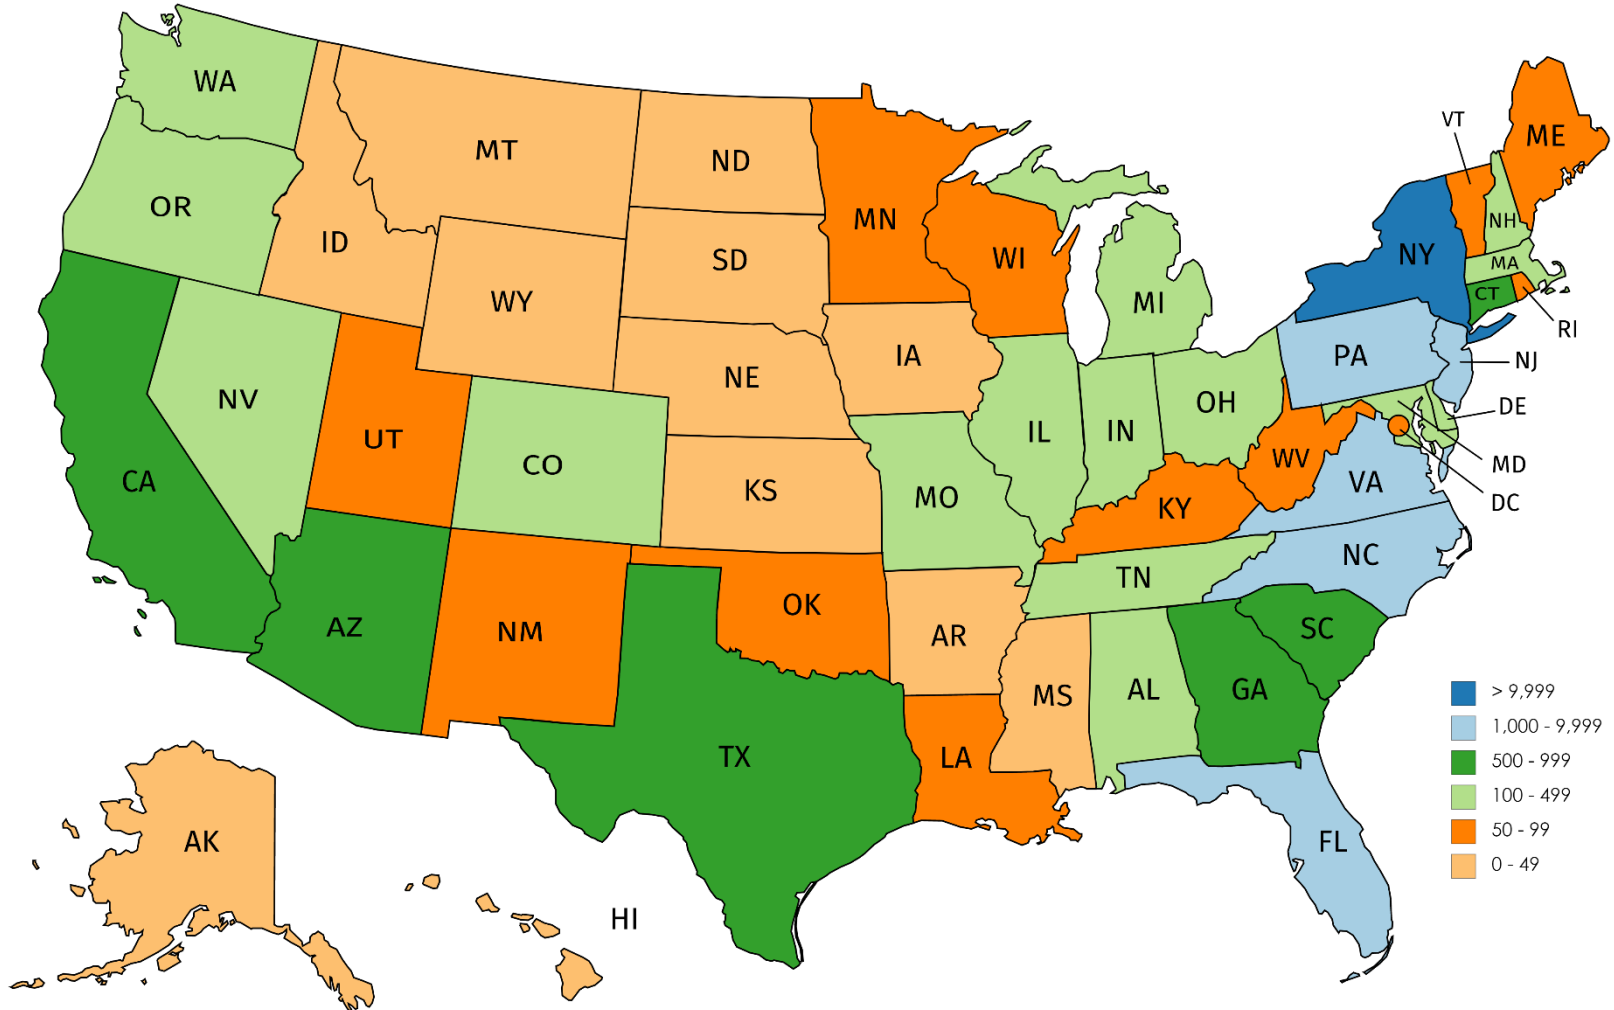 WA
MT
ND
OR
ID
WY
SD
MN
WI
MI
VT
ME
NH
NY
MA
CT
RI
NV
UT
CO
NE
IA
KS
MO
IL
IN
OH
PA
NJ
DE
MD
DC
WV
VA
KY
CA
AZ
NM
OK
AR
TN
NC
SC
TX
LA
MS
AL
GA
FL
AK
HI
> 9,999
1,000 - 9,999
500 - 999
100 - 499
50 - 99
0 - 49